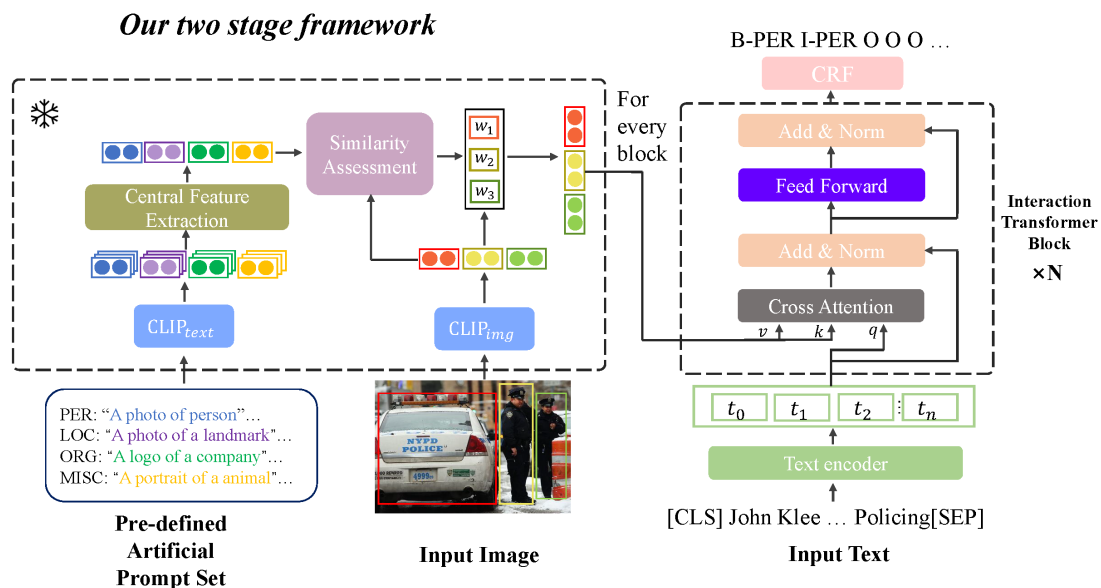 Our two stage framework
B-PER I-PER O O O …
CRF
For
every
block
Add & Norm
Feed Forward
Add & Norm
Cross Attention
v k q
Interaction
Transformer
Block
×N
Similarity
Assessment
w1
w2
w3
Central Feature
Extraction
CLIPtext
CLIPimg
PER: “A photo of person”…
LOC: “A photo of a landmark”…
ORG: “A logo of a company”…
MISC: “A portrait of a animal”…
Pre-defined
Artificial
Prompt Set
NYPD
POLICE
4999
Input Image
t0 t1 t2 ⋮ tn
Text encoder
[CLS] John Klee … Policing[SEP]
Input Text